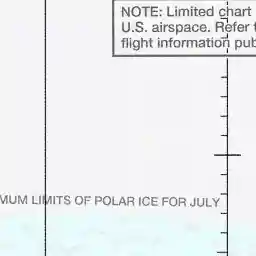 NOTE: Limited chart
U.S. airspace. Refer
flight information pub
MUM LIMITS OF POLAR ICE FOR JULY